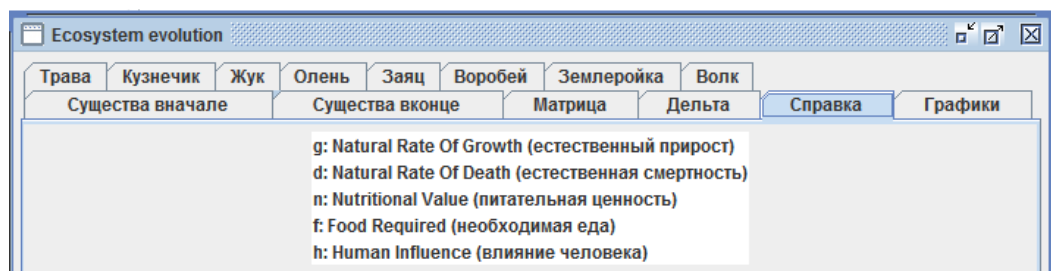 Ecosystem evolution
Трава Кузнечик Жук Олень Заяц Воробей Землеройка Волк
Существа вначале Существа вконце Матрица Дельта Справка Графики
g: Natural Rate Of Growth (естественный прирост)
d: Natural Rate Of Death (естественная смертность)
n: Nutritional Value (питательная ценность)
f: Food Required (необходимая еда)
h: Human Influence (влияние человека)